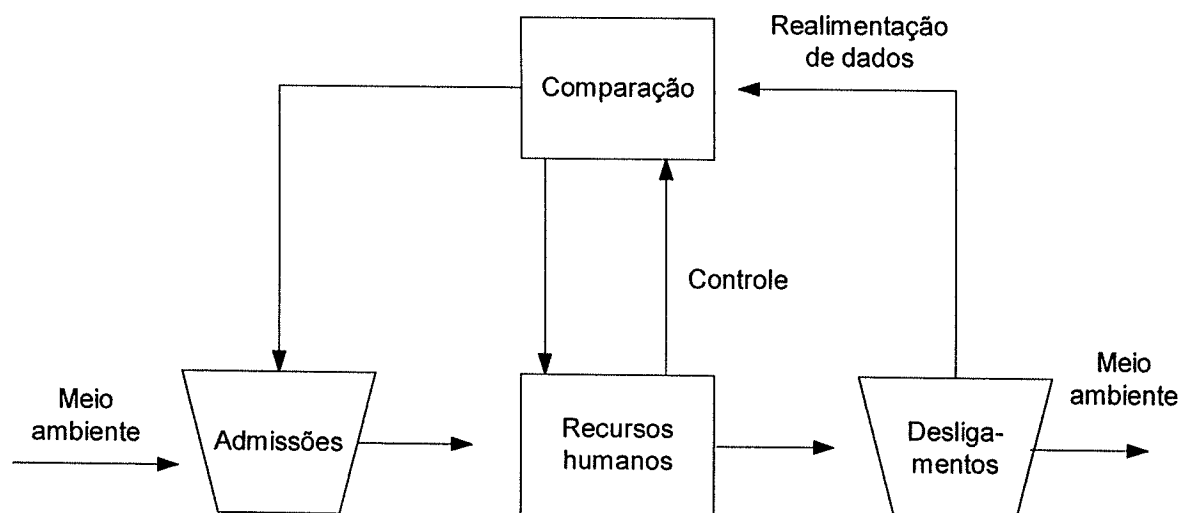 Realimentação
de dados
Comparação
Controle
Meio
ambiente
Admissões
Recursos
humanos
Desliga-
mentos
Meio
ambiente